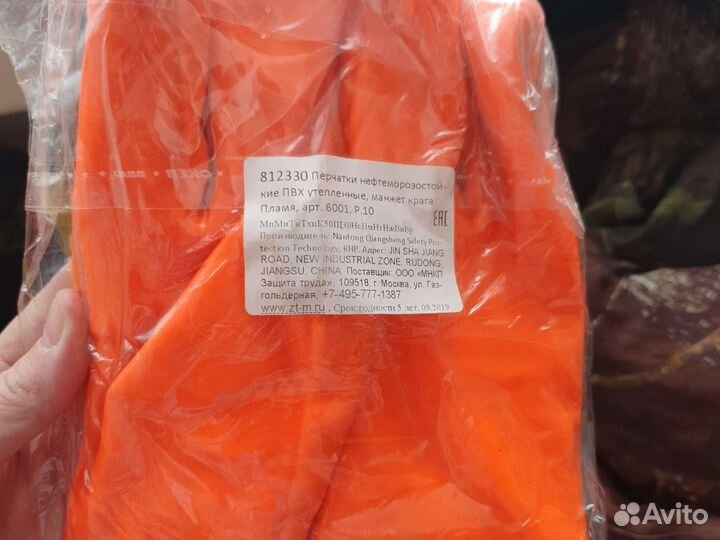 OKER • BRA
812330 Перчатки нефтеморозостой-
кие ПВХ утепленные, манжет крага
Пламя, арт. 6001, Р.10
EAC
Производитель: Nantong Qiangsheng Safety Pro-
tection Technology, КНР. Адрес: JIN SHA JIANG
ROAD, NEW INDUSTRIAL ZONE, RUDONG,
JIANGSU, CHINA. Поставщик: ООО «МНКП
Защита труда», 109518, г. Москва, ул. Газ-
гольдерная, +7-495-777-1387
www.zt-m.ru , Срок годности 5 лет. 09.2019
Avito